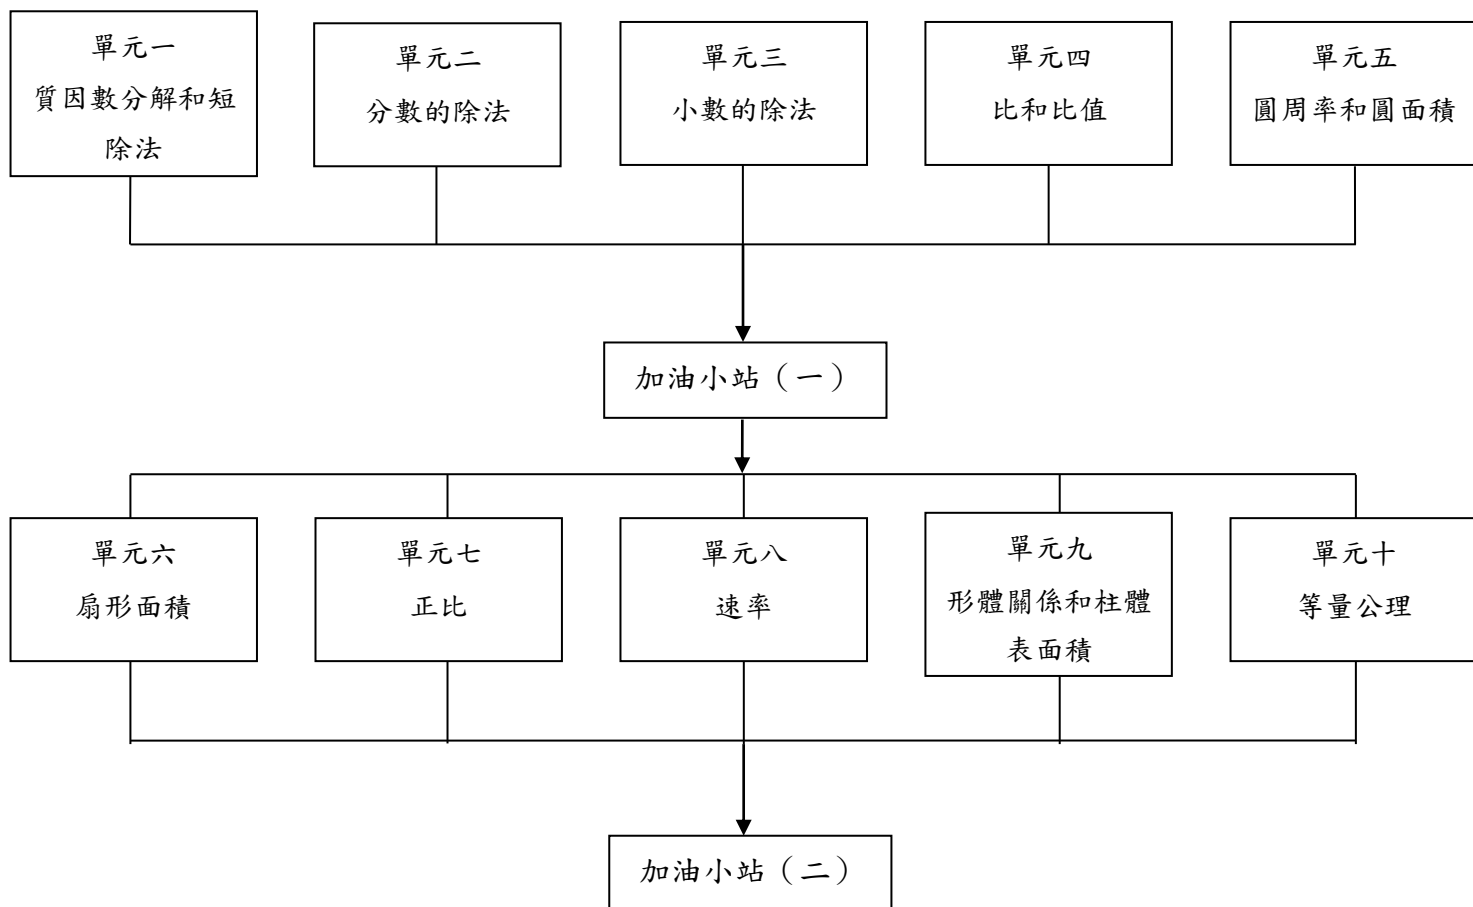 單元一
質因數分解和短
除法
單元二
分數的除法
單元三
小數的除法
單元四
比和比值
單元五
圓周率和圓面積
加油小站（一）
單元六
扇形面積
單元七
正比
單元八
速率
單元九
形體關係和柱體
表面積
單元十
等量公理
加油小站（二）